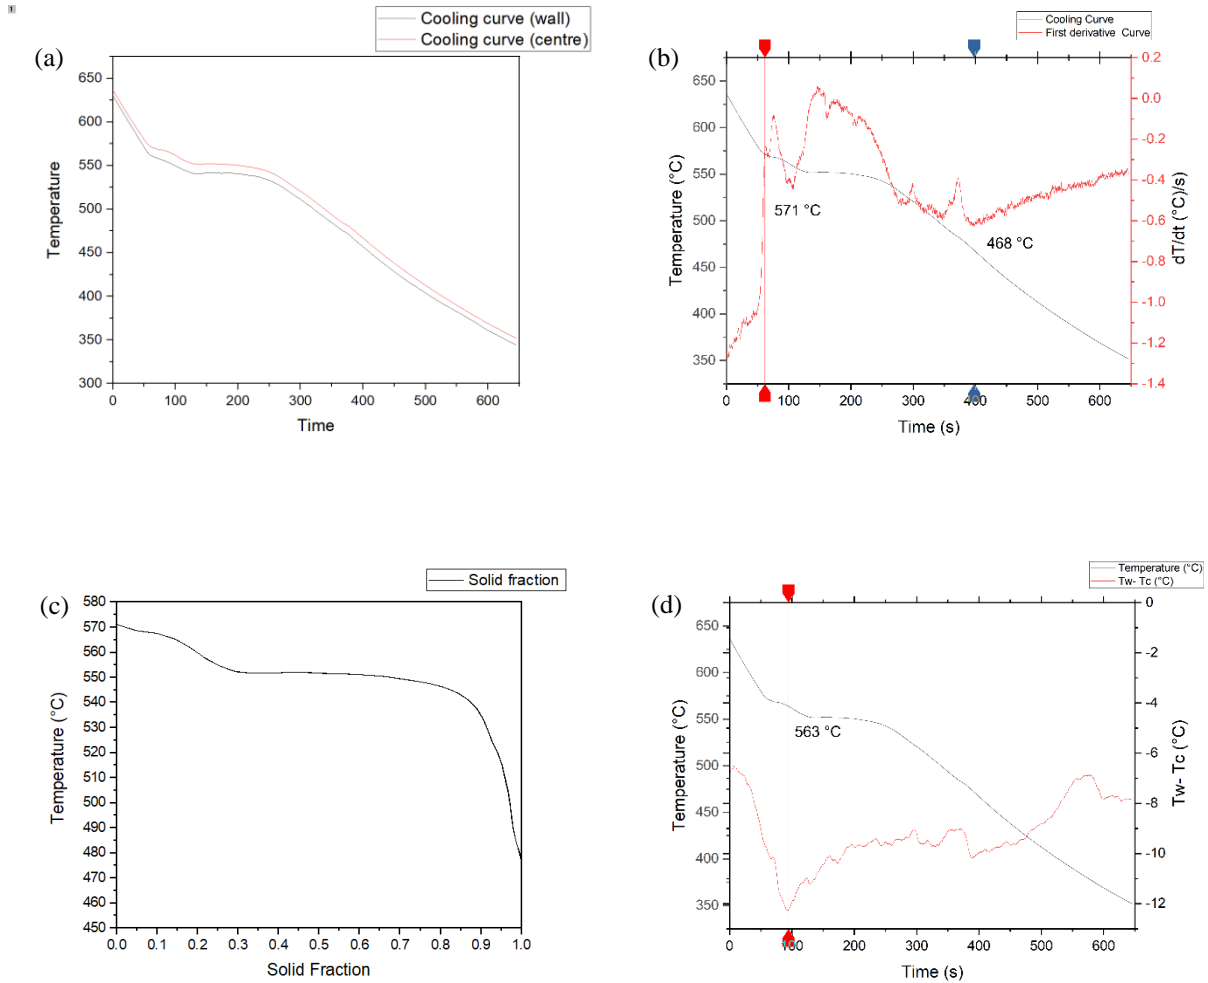 1
Cooling curve (wall)
Cooling curve (centre)
(a)
650
600
550
500
450
400
350
300
Temperature
0 100 200 300 400 500 600
Time
Cooling Curve
First derivative Curve
(b)
650
600
550
500
450
400
350
Temperature (°C)
571 °C
468 °C
0.2
0.0
-0.2
-0.4
-0.6
-0.8
-1.0
-1.2
-1.4
dT/dt (°C)/s)
0 100 200 300 400 500 600
Time (s)
Solid fraction
(c)
580
570
560
550
540
530
520
510
500
490
480
470
460
450
Temperature (°C)
0.0 0.1 0.2 0.3 0.4 0.5 0.6 0.7 0.8 0.9 1.0
Solid Fraction
Temperature (°C)
Tw- Tc (°C)
(d)
650
600
550
500
450
400
350
Temperature (°C)
563 °C
0
-2
-4
-6
-8
-10
-12
Tw- Tc (°C)
0 100 200 300 400 500 600
Time (s)